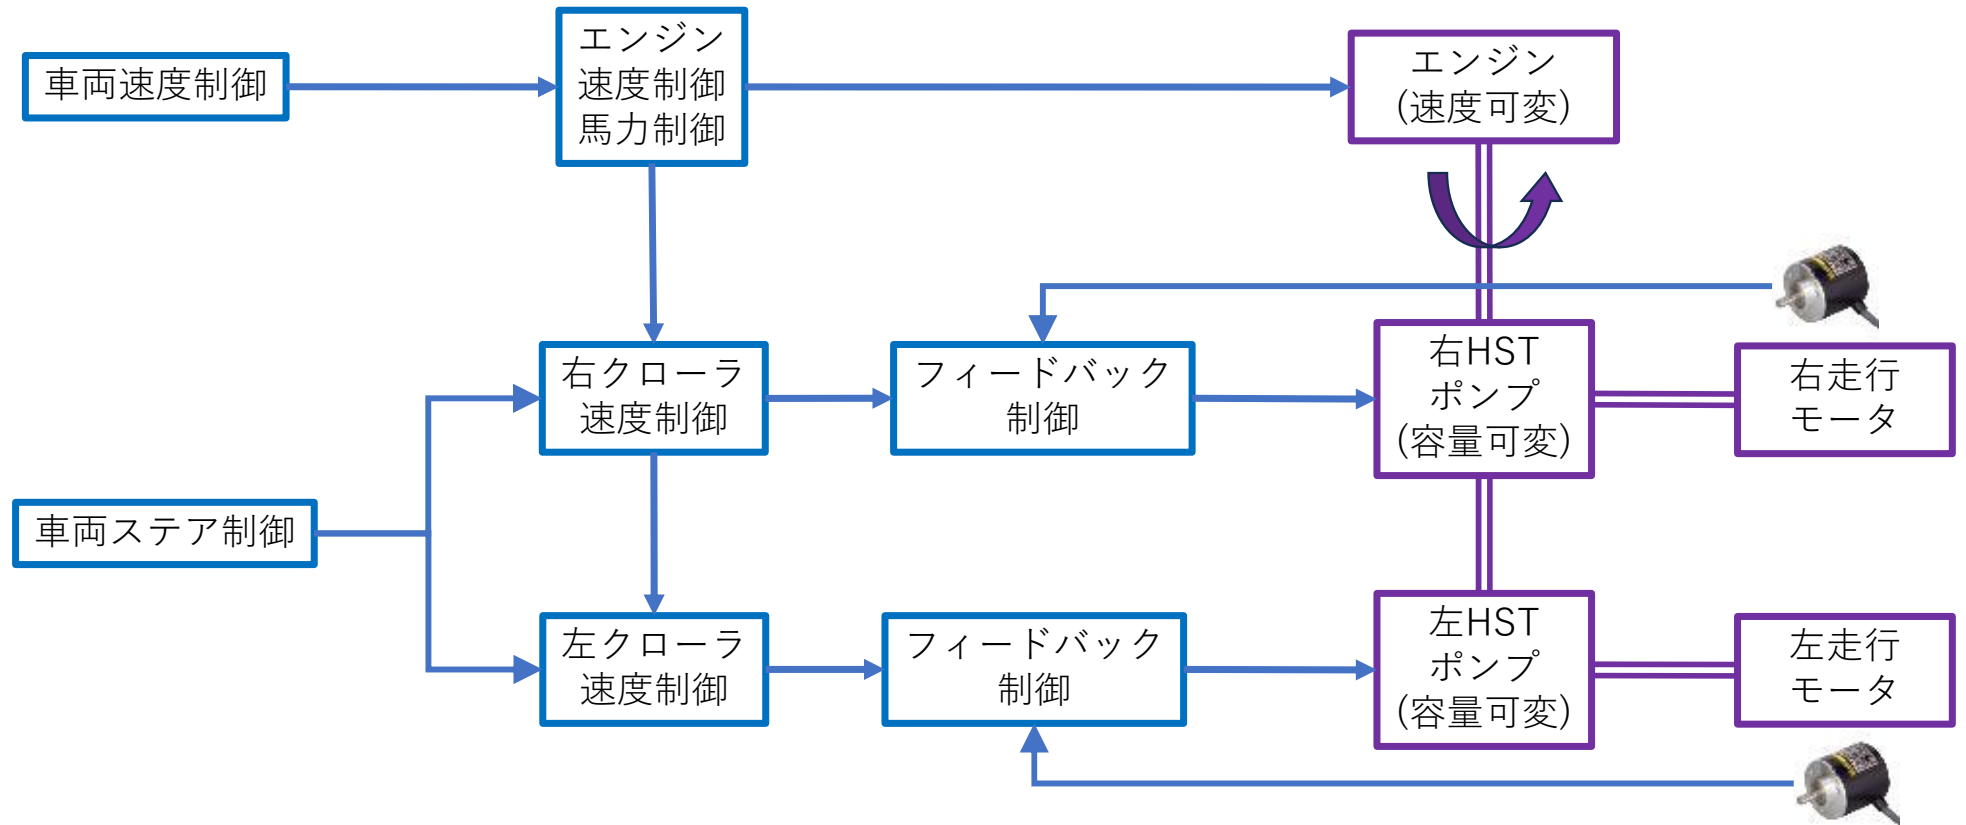 車両速度制御
エンジン
速度制御
馬力制御
エンジン
(速度可変)
右クローラ
速度制御
フィードバック
制御
右HST
ポンプ
(容量可変)
右走行
モータ
車両ステア制御
左クローラ
速度制御
フィードバック
制御
左HST
ポンプ
(容量可変)
左走行
モータ